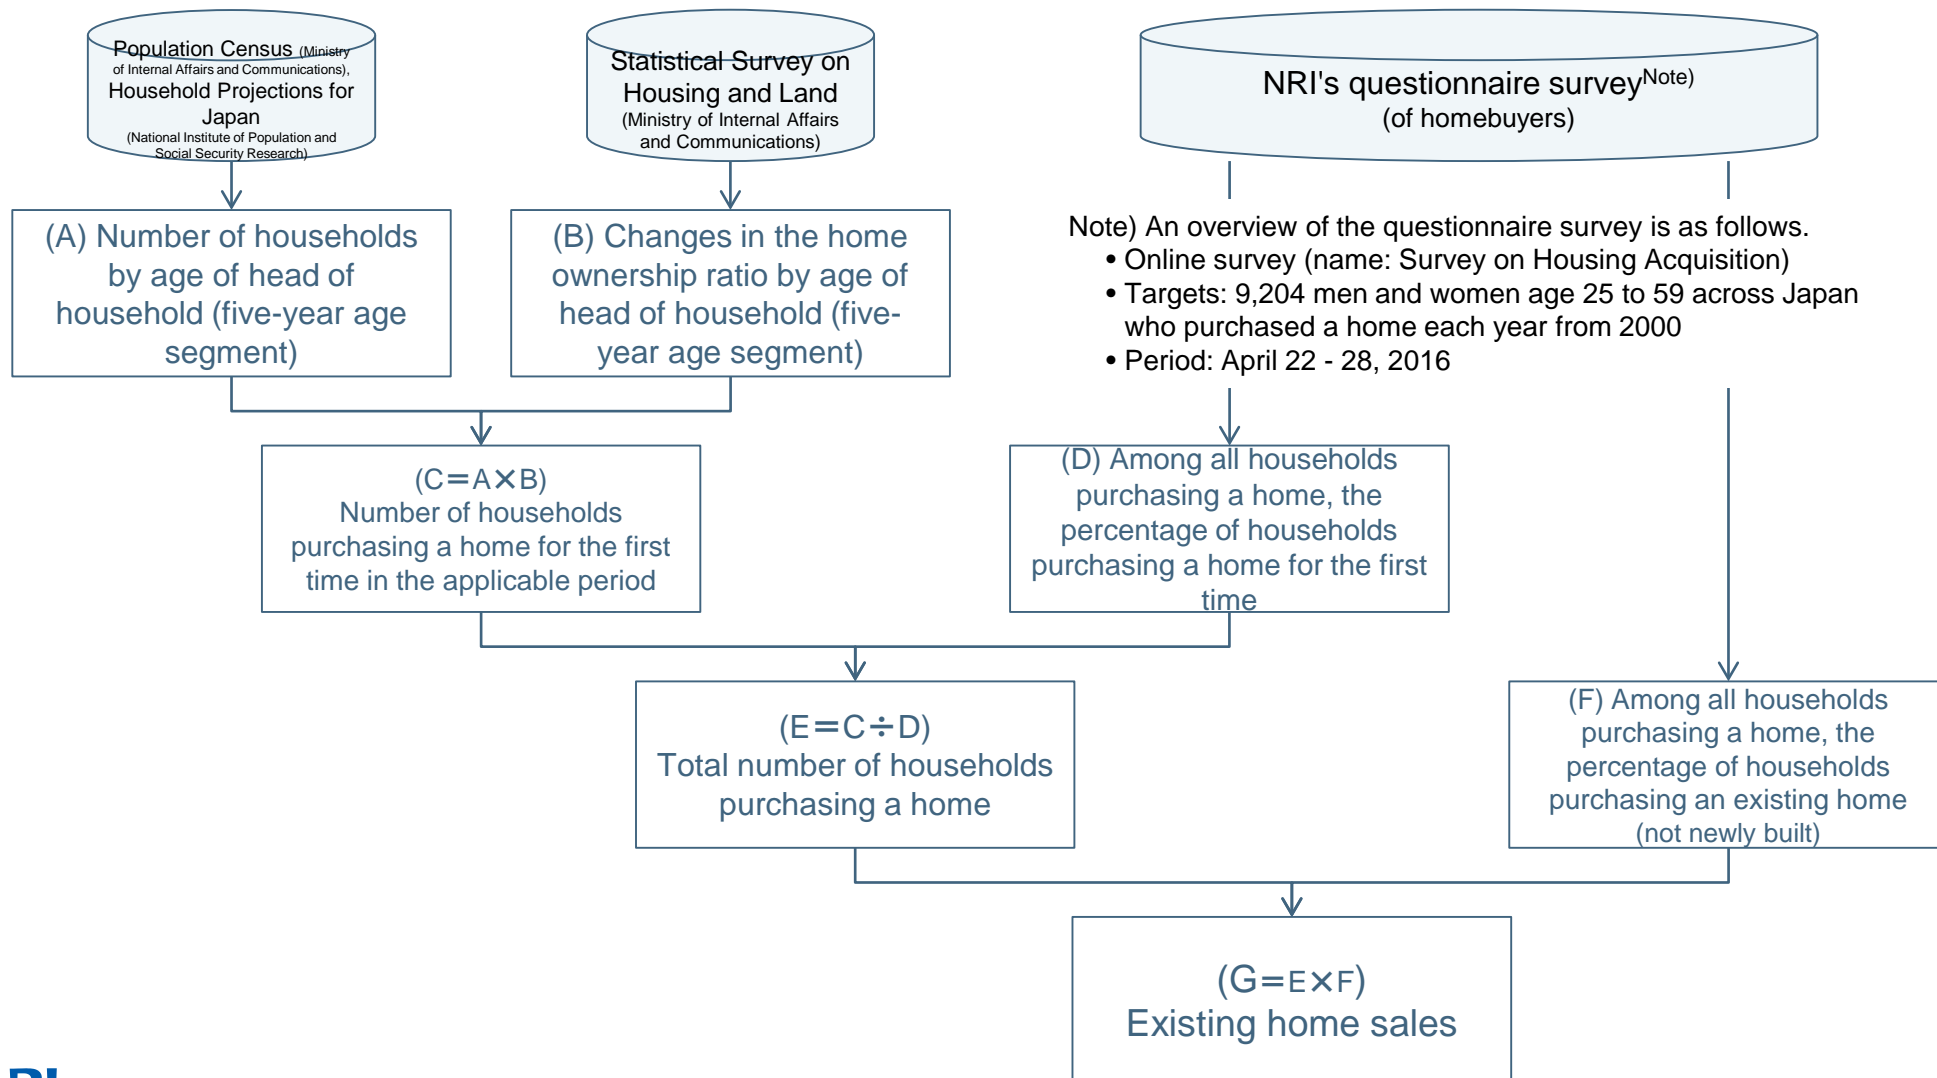 Population Census (Ministry
of Internal Affairs and Communications),
Household Projections for
Japan
(National Institute of Population and
Social Security Research)
Statistical Survey on
Housing and Land
(Ministry of Internal Affairs
and Communications)
NRI's questionnaire survey Note)
(of homebuyers)
(A) Number of households
by age of head of
household (five-year age
segment)
(B) Changes in the home
ownership ratio by age of
head of household (five-
year age segment)
Note) An overview of the questionnaire survey is as follows.
• Online survey (name: Survey on Housing Acquisition)
• Targets: 9,204 men and women age 25 to 59 across Japan
who purchased a home each year from 2000
• Period: April 22 - 28, 2016
(C=A×B)
Number of households
purchasing a home for the first
time in the applicable period
(D) Among all households
purchasing a home, the
percentage of households
purchasing a home for the first
time
(E=C÷D)
Total number of households
purchasing a home
(F) Among all households
purchasing a home, the
percentage of households
purchasing an existing home
(not newly built)
(G=E×F)
Existing home sales